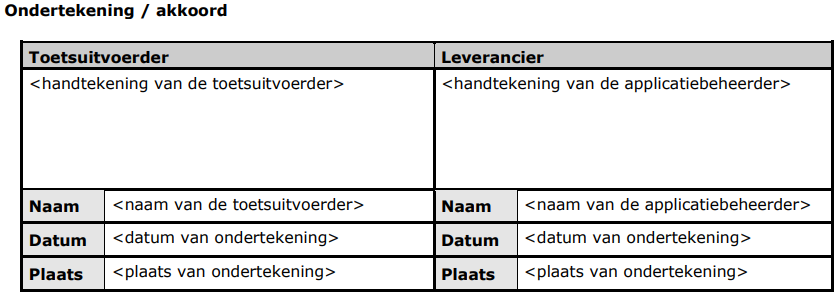 Ondertekening / akkoord
Toetsuitvoerder Leverancier
<handtekening van de toetsuitvoerder> <handtekening van de applicatiebeheerder>
Naam <naam van de toetsuitvoerder> Naam <naam van de applicatiebeheerder>
Datum <datum van ondertekening> Datum <datum van ondertekening>
Plaats <plaats van ondertekening> Plaats <plaats van ondertekening>